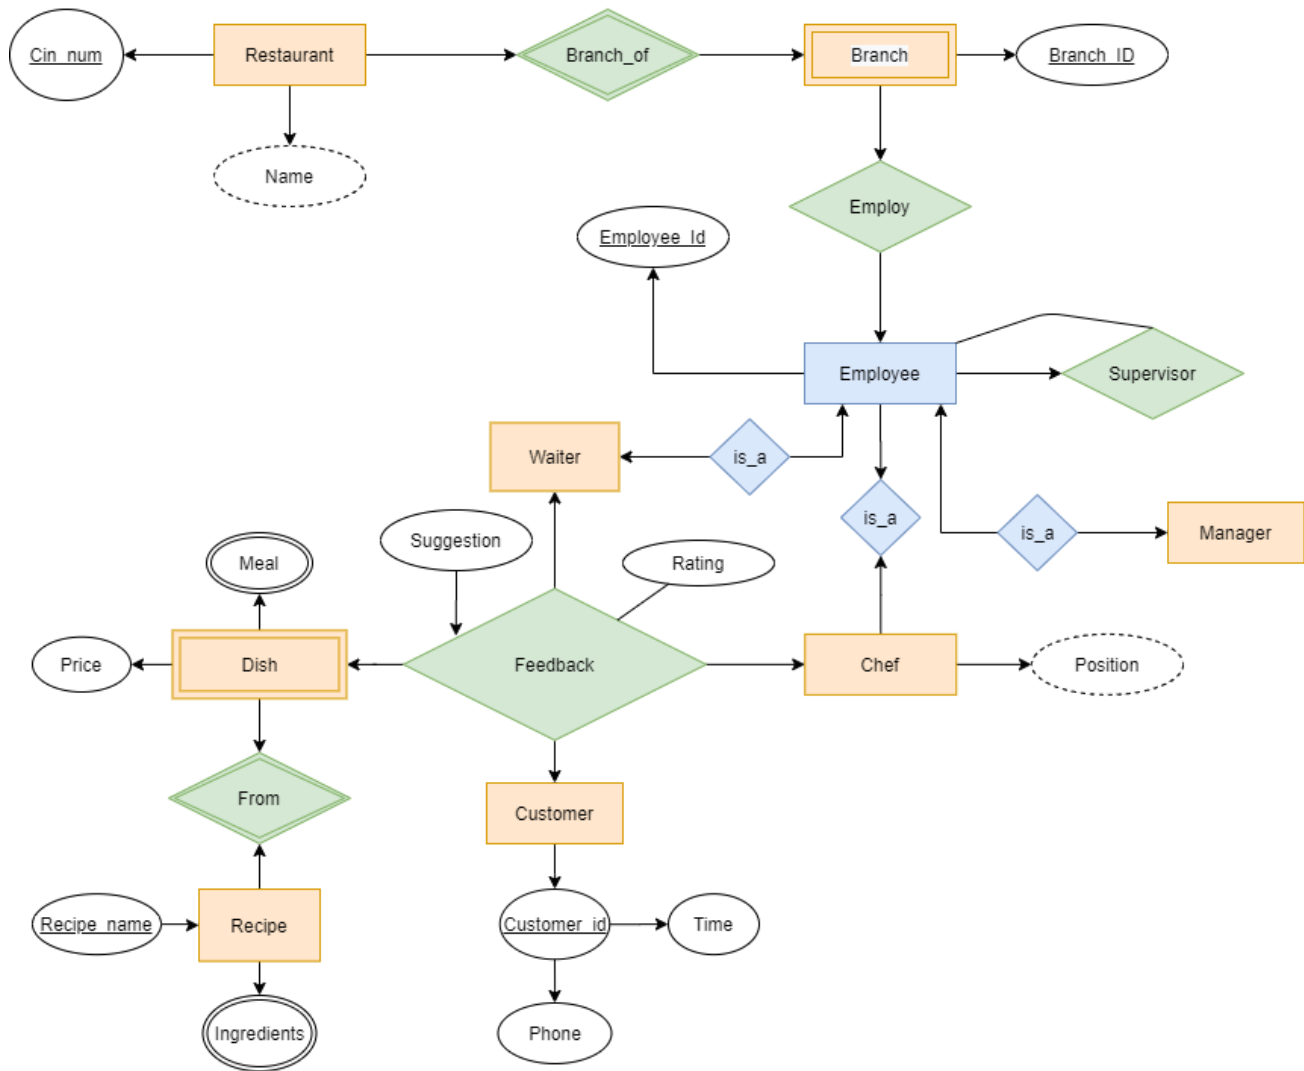 Cin_num
Restaurant
Branch_of
Branch
Branch_ID
Name
Employ
Employee_Id
Employee
Supervisor
Waiter
is_a
is_a
is_a
Manager
Suggestion
Rating
Meal
Price
Dish
Feedback
Chef
Position
From
Customer
Recipe_name
Recipe
Customer_id
Time
Ingredients
Phone